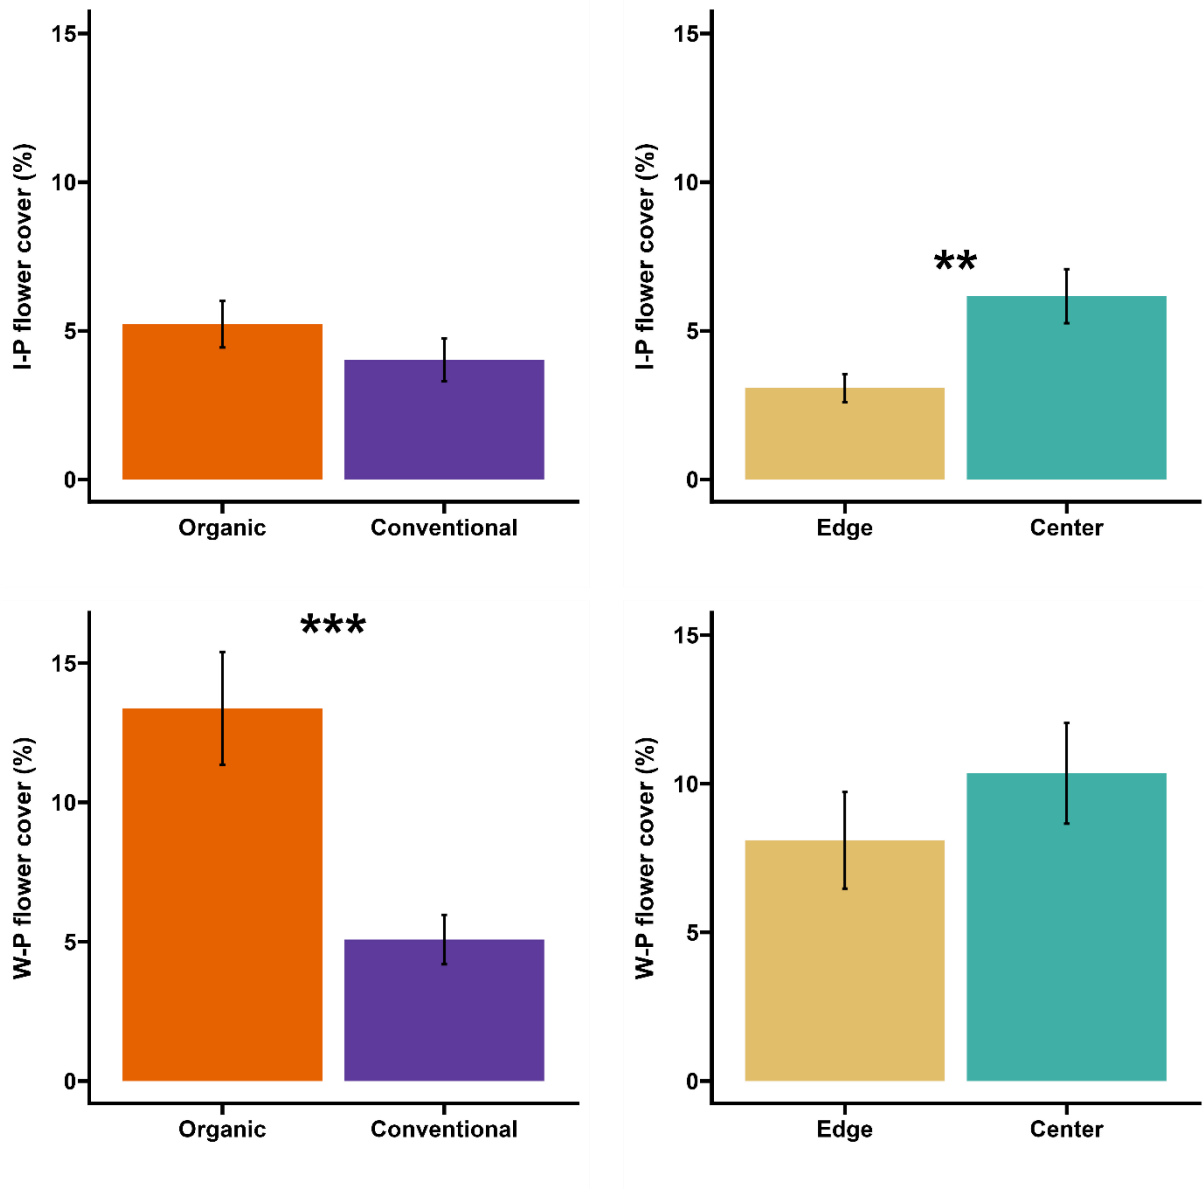 I-P flower cover (%)
15
10
5
0
Organic Conventional
I-P flower cover (%)
15
10
5
0
**
Edge Center
W-P flower cover (%)
15
10
5
0
***
Organic Conventional
W-P flower cover (%)
15
10
5
0
Edge Center